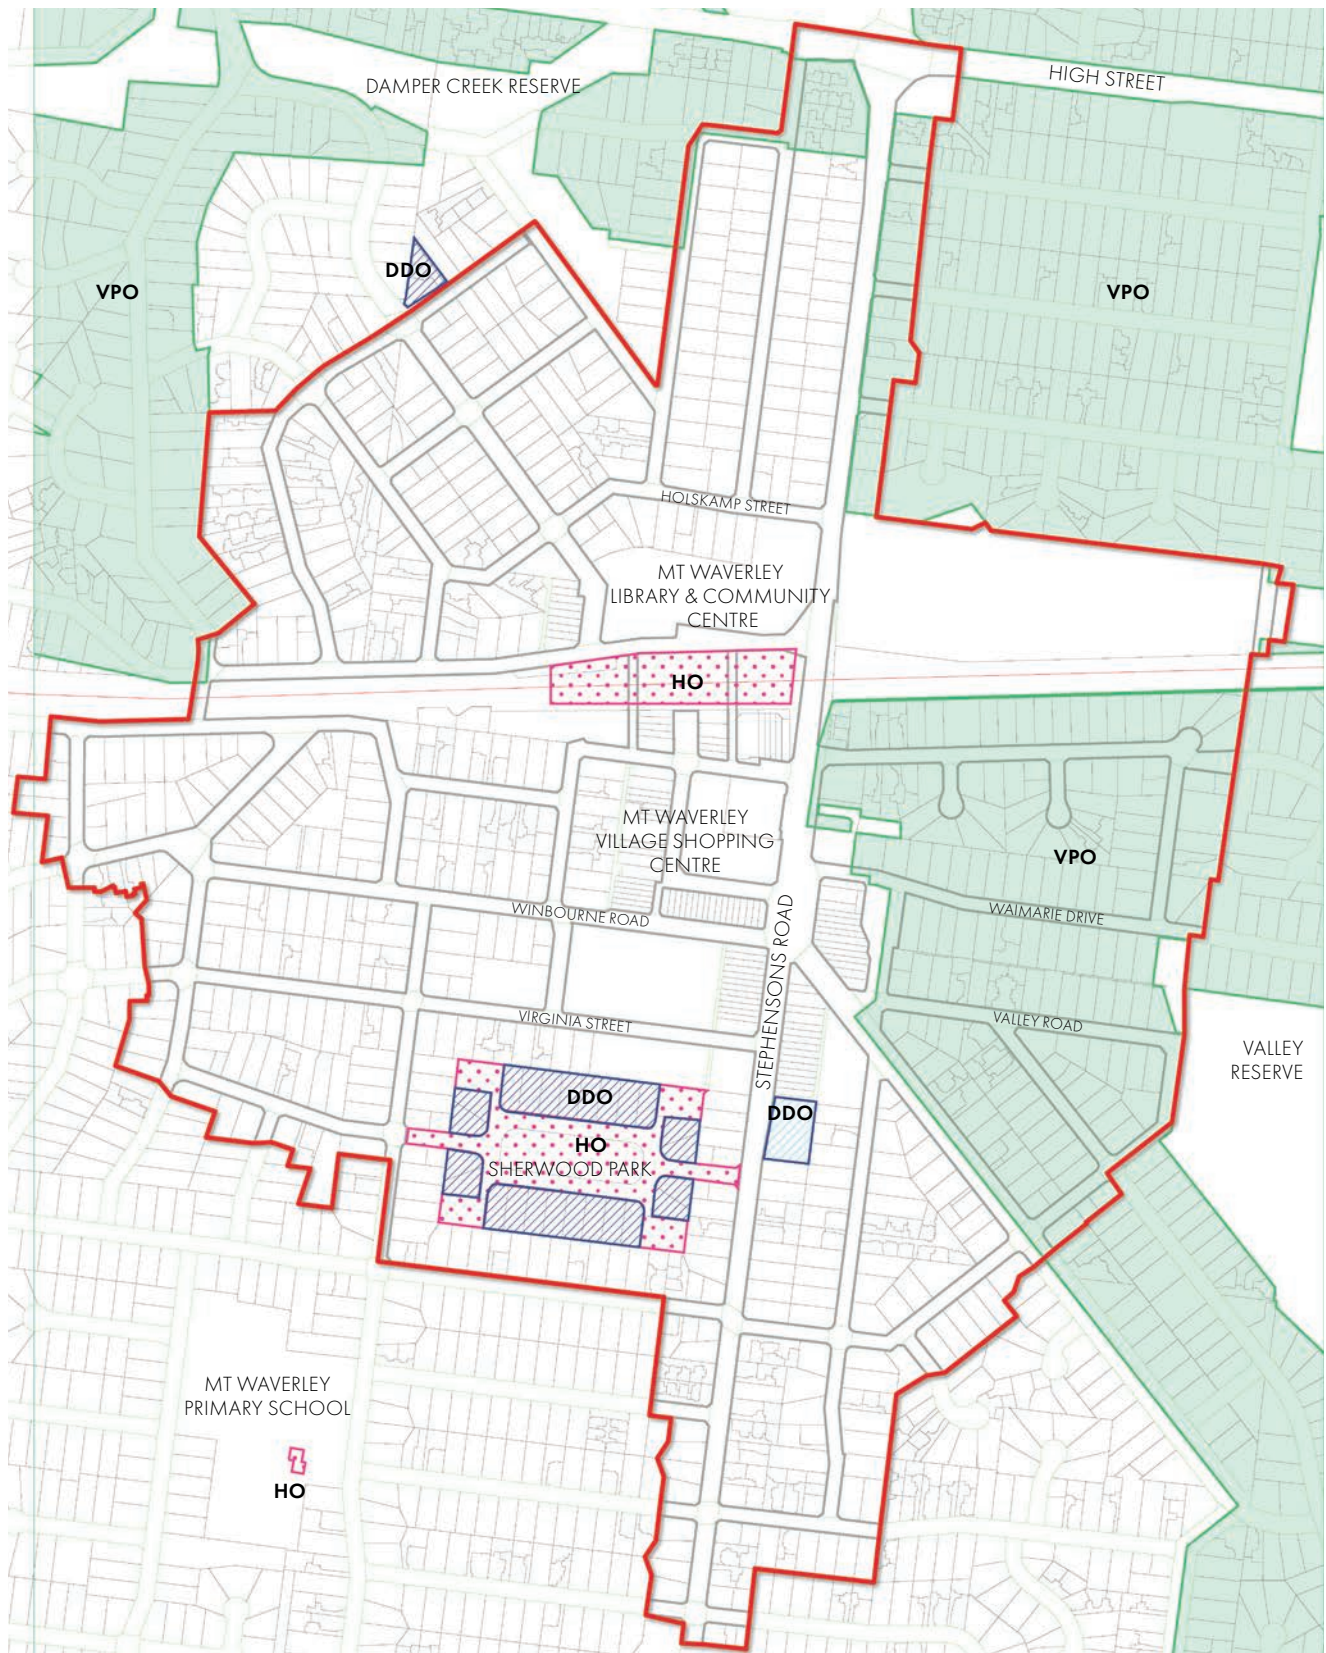 HIGH STREET
DAMPER CREEK RESERVE
DDO
VPO
VPO
HOLSKAMP STREET
MT WAVERLEY
LIBRARY & COMMUNITY
CENTRE
HO
MT WAVERLEY
VILLAGE SHOPPING
CENTRE
VPO
WINBOURNE ROAD
WAIMARIE DRIVE
STEPHENSONS ROAD
VIRGINIA STREET
VALLEY ROAD
VALLEY
RESERVE
DDO
DDO
HO
SHERWOOD PARK
MT WAVERLEY
PRIMARY SCHOOL
HO